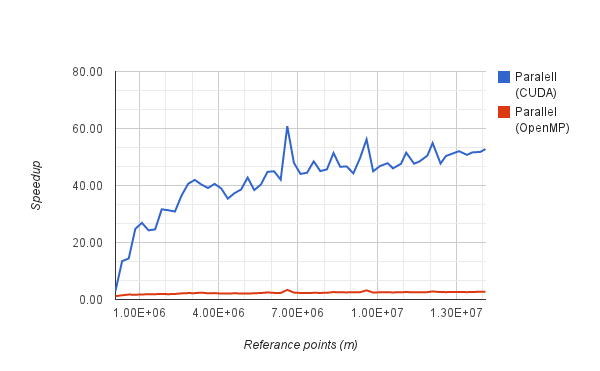 80.00
60.00
40.00
20.00
0.00
Speedup
1.00E+06
4.00E+06
7.00E+06
1.00E+07
1.30E+07
Referance points (m)
Paralell
(CUDA)
Parallel
(OpenMP)